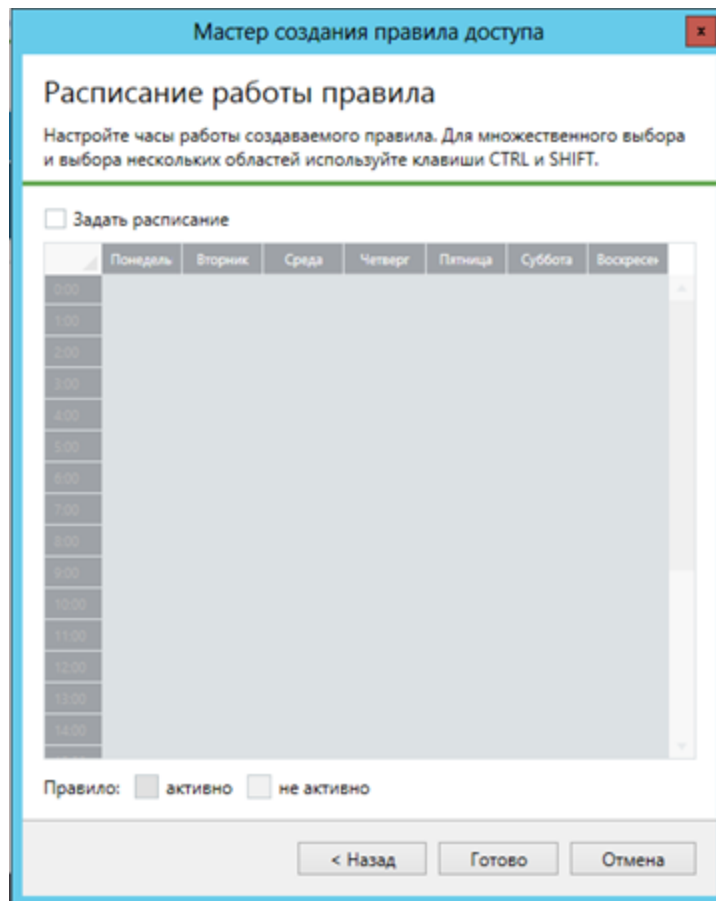 Мастер создания правила доступа
x
Расписание работы правила
Настройте часы работы создаваемого правила. Для множественного выбора
и выбора нескольких областей используйте клавиши CTRL и SHIFT.
Задать расписание
Понедель Вторник Среда Четверг Пятница Суббота Воскресен
0:00
1:00
2:00
3:00
4:00
5:00
6:00
7:00
8:00
9:00
10:00
11:00
12:00
13:00
14:00
Правило: активно не активно
< Назад Готово Отмена